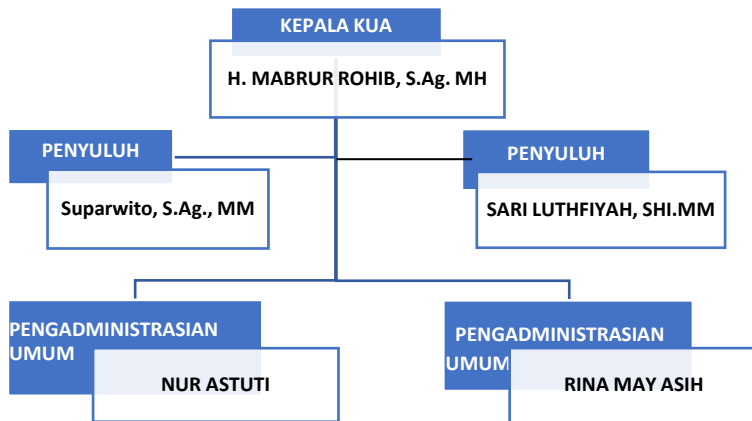 KEPALA KUA
H. MABRUR ROHIB, S.Ag. MH
PENYULUH
Suparwito, S.Ag., MM
PENYULUH
SARI LUTHFIYAH, SHI.MM
PENGADMINISTRASIAN
UMUM
NUR ASTUTI
PENGADMINISTRASIAN
UMUM
RINA MAY ASIH